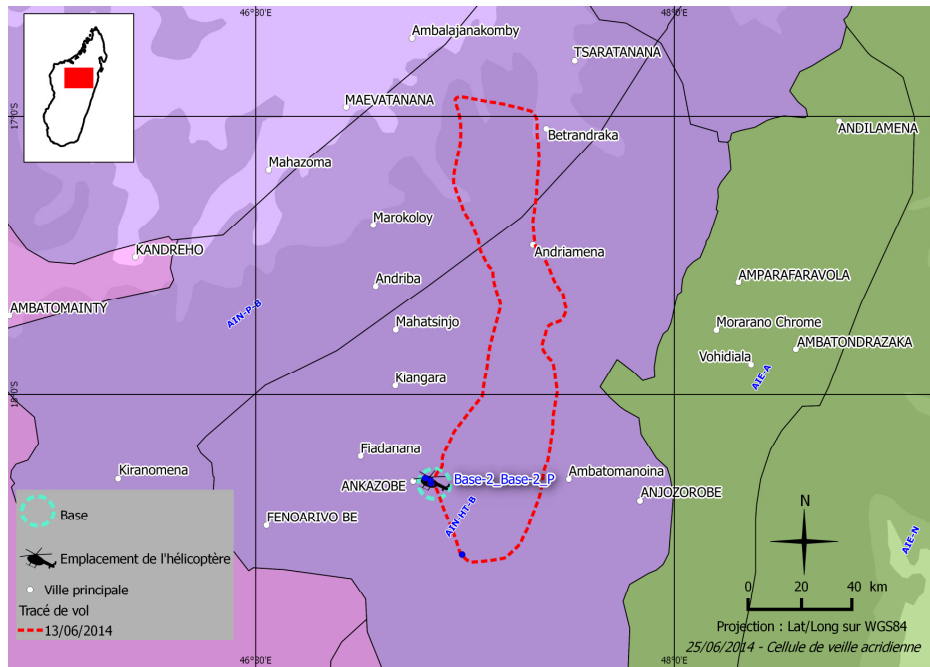 46°30'
48°0'
Ambalajanakomby
TSARATANANA
MAEVATANANA
17°0'S
Betrandraka
ANDILAMENA
Mahazoma
Marokoloy
Andriamena
KANDREHO
Andriba
AMPARAFARAVOLA
AMBATOMAINTY
AIN-P-B
Mahatsinjo
Morarano Chrome
AMBATONDRAZAKA
Vohidiala
AIE-A
Kiangara
18°0'S
Fiadanana
Kiranomena
ANKAZOBE
Base-2_Base-2_P
Ambatomanoina
ANJOZOROBE
AIN HT-B
FENOARIVO BE
AIE-N
Base
Emplacement de l'hélicoptère
Ville principale
Tracé de vol
13/06/2014
N
0 20 40 km
Projection : Lat/Long sur WGS84
25/06/2014 - Cellule de veille acridienne
46°30'
48°0'